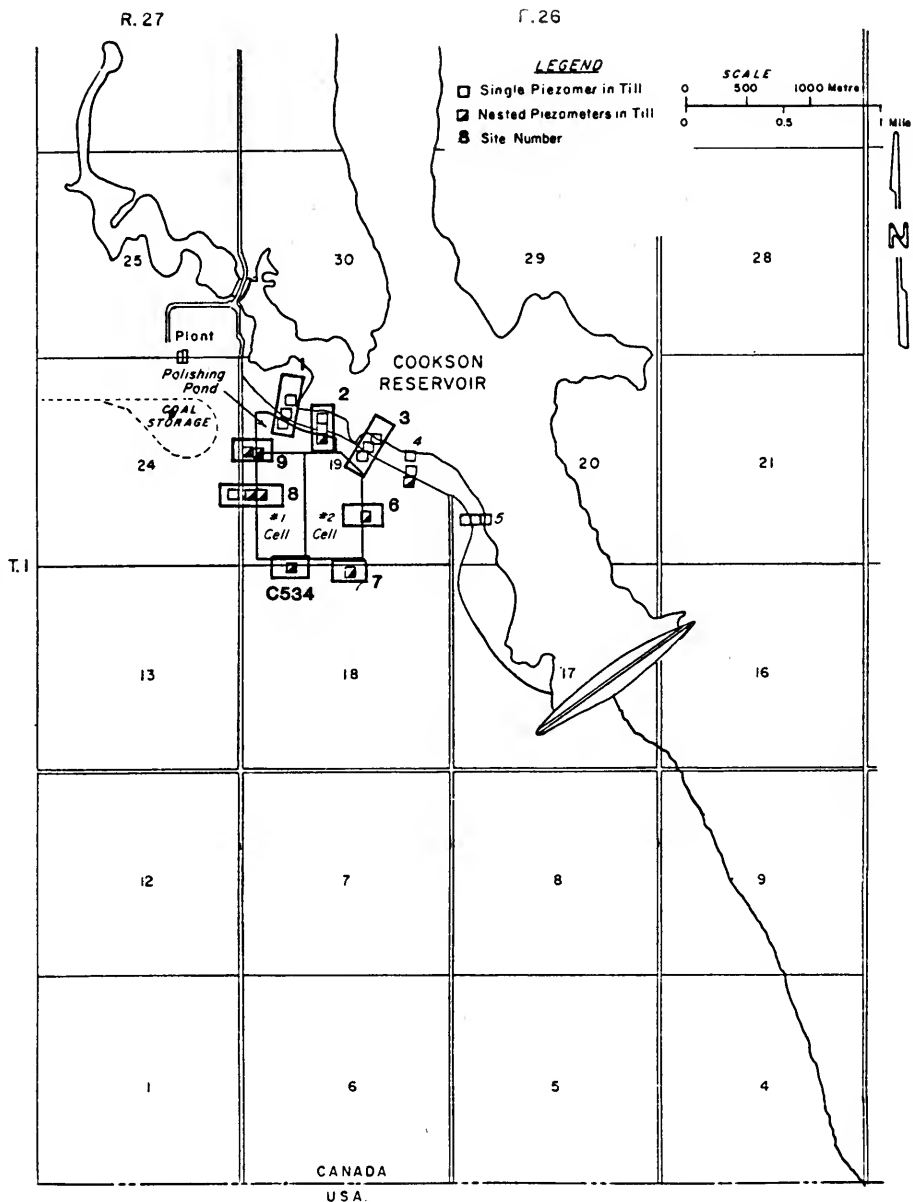 R. 27
Г. 26
LEGEND
Single Piezomer in Till
Nested Piezometers in Till
8 Site Number
SCALE
0 500 1000 Metre
0 0.5 1 Mile
N
25
30
29
28
Plant
Polishing
Pond
COAL
STORAGE
COOKSON
RESERVOIR
1
2
3
4
24
9
19
20
21
8
6
5
#1
Cell
#2
Cell
T. I
C534
7
13
18
17
16
12
7
8
9
1
6
5
4
CANADA
U.S.A.